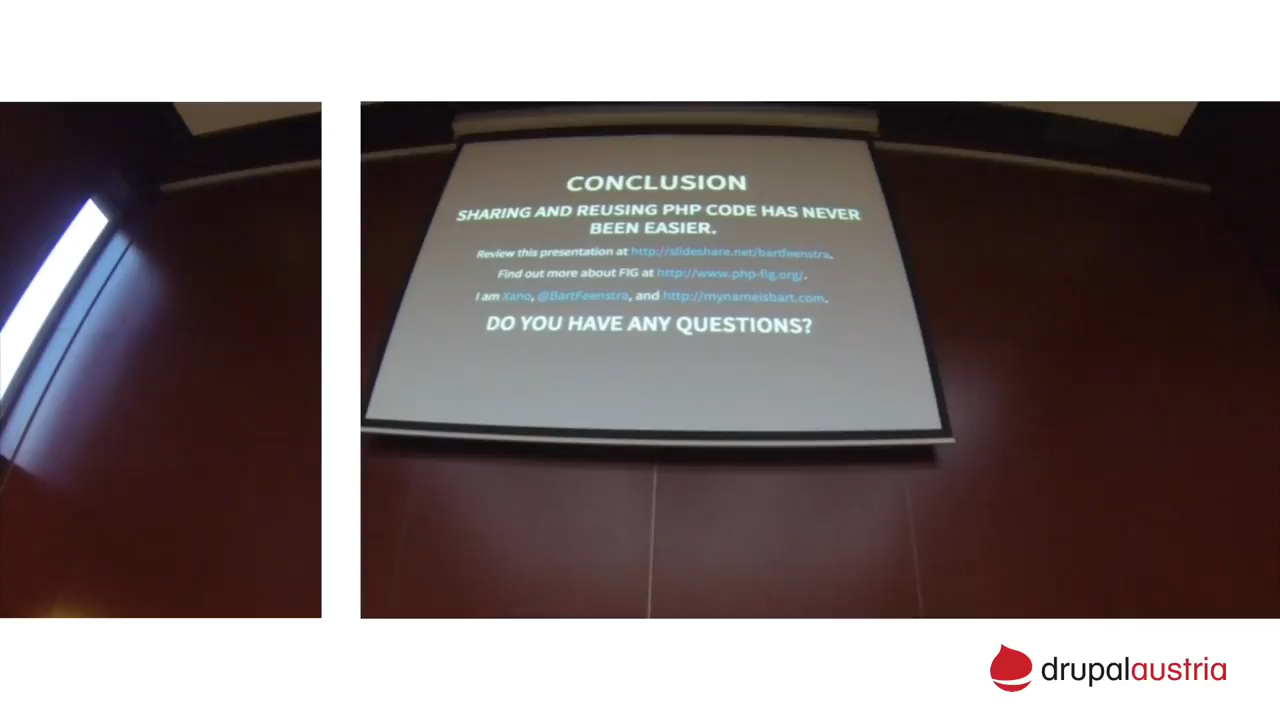 CONCLUSION
SHARING AND REUSING PHP CODE HAS NEVER
BEEN EASIER.
Review this presentation at http://slideshare.net/bartfeenstra.
Find out more about FIG at http://www.php-fig.org/.
I am Xano, @BartFeenstra, and http://mynameisbart.com.
DO YOU HAVE ANY QUESTIONS?
drupalaustria